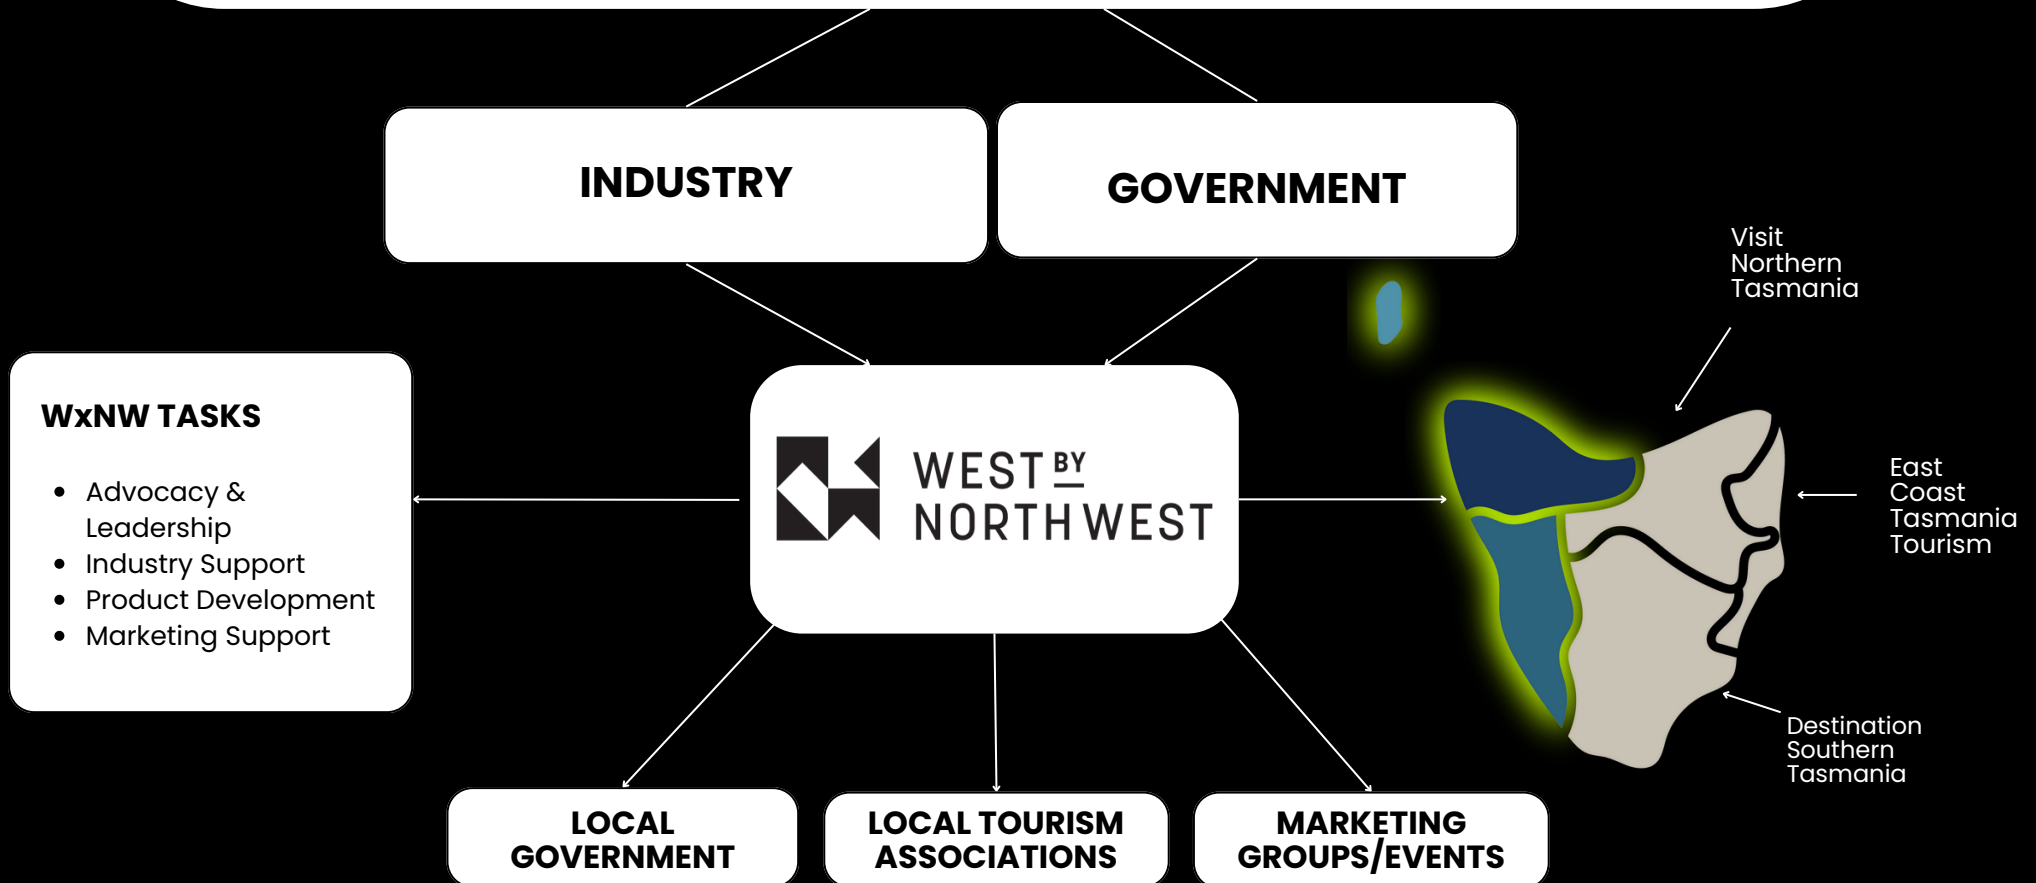 INDUSTRY
GOVERNMENT
Visit
Northern
Tasmania
WxNW TASKS
• Advocacy &
Leadership
• Industry Support
• Product Development
• Marketing Support
WEST BY
NORTH WEST
East
Coast
Tasmania
Tourism
Destination
Southern
Tasmania
LOCAL
GOVERNMENT
LOCAL TOURISM
ASSOCIATIONS
MARKETING
GROUPS/EVENTS